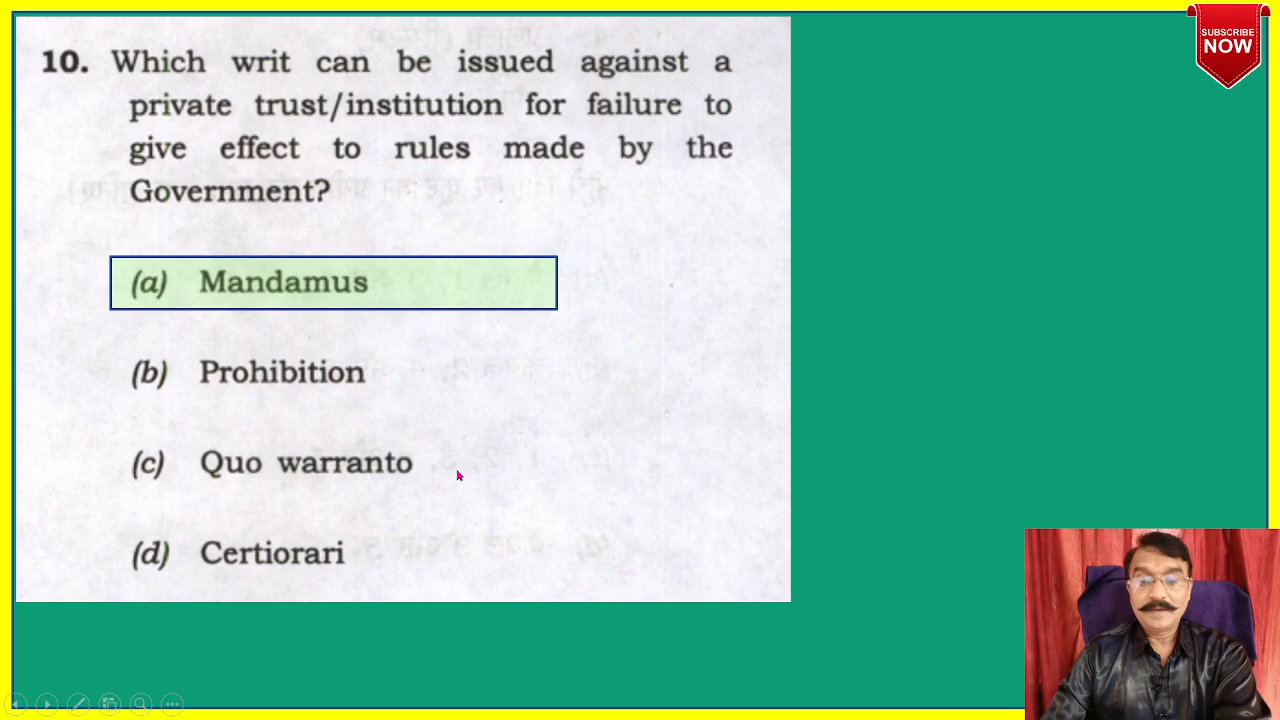 SUBSCRIBE
NOW
10. Which writ can be issued against a
private trust/institution for failure to
give effect to rules made by the
Government?
(a) Mandamus
(b) Prohibition
(c) Quo warranto
(d) Certiorari